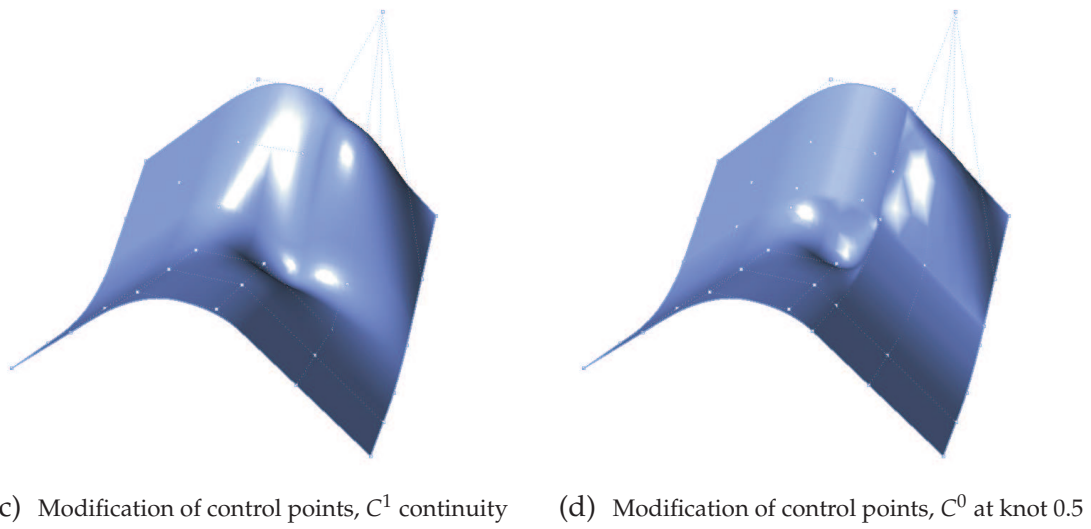 c) Modification of control points, C¹ continuity
(d) Modification of control points, C⁰ at knot 0.5